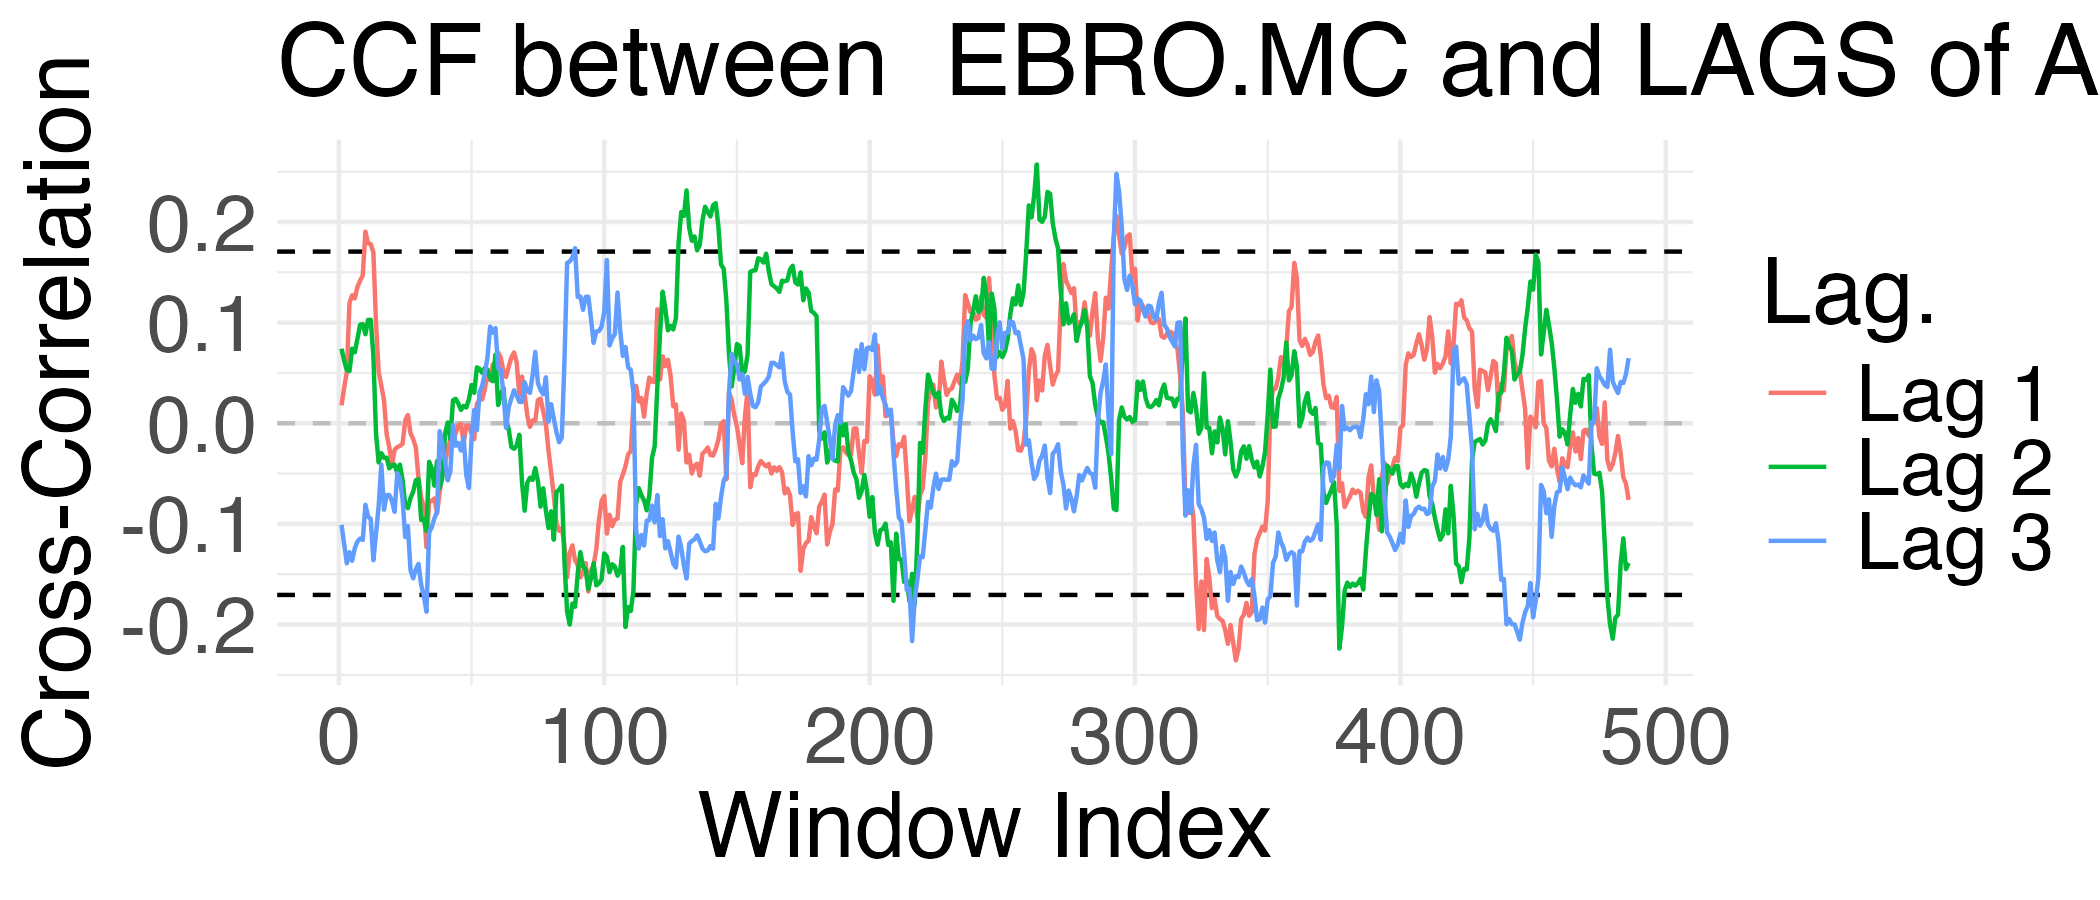 CCF between  EBRO.MC and LAGS of A
Cross-Correlation
0.2
0.1
0.0
-0.1
-0.2
0 100 200 300 400 500
Window Index
Lag.
Lag 1
Lag 2
Lag 3